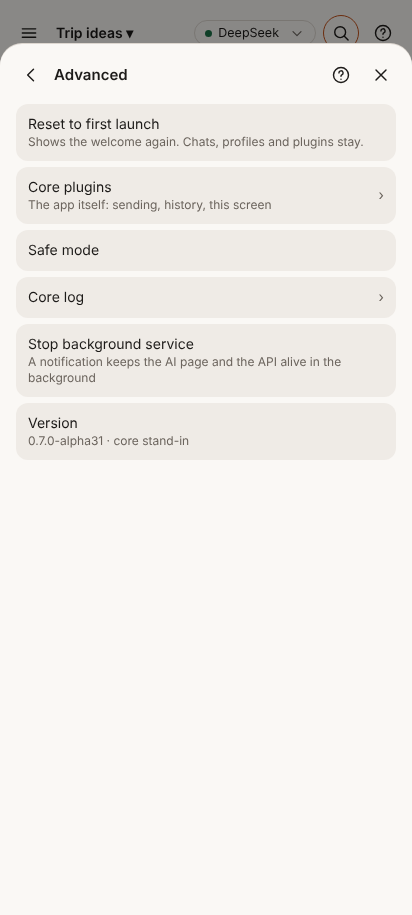 Trip ideas ▾
DeepSeek
Advanced
Reset to first launch
Shows the welcome again. Chats, profiles and plugins stay.
Core plugins
The app itself: sending, history, this screen
Safe mode
Core log
Stop background service
A notification keeps the AI page and the API alive in the
background
Version
0.7.0-alpha31 · core stand-in